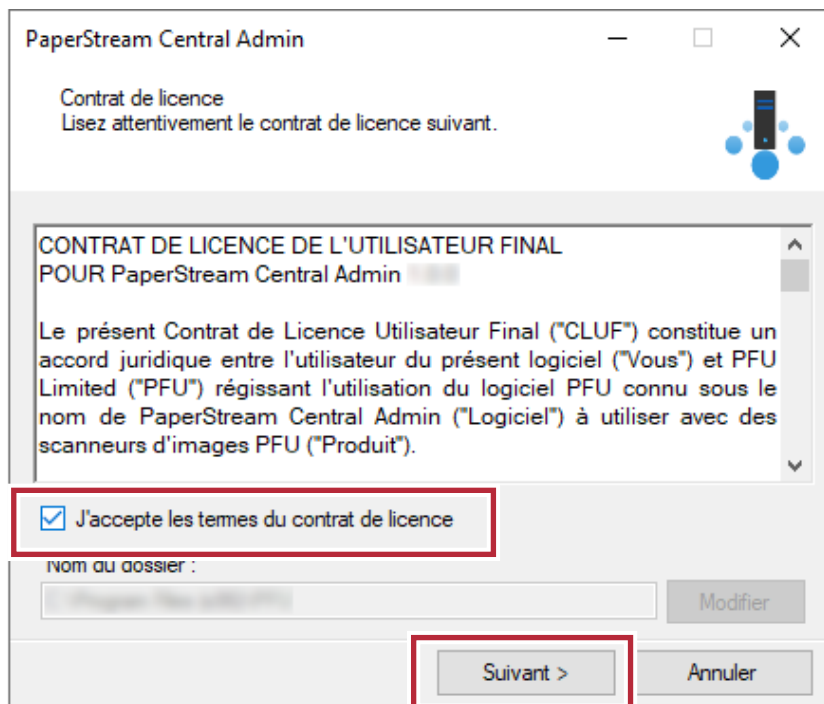 PaperStream Central Admin
Contrat de licence
Lisez attentivement le contrat de licence suivant.
CONTRAT DE LICENCE DE L'UTILISATEUR FINAL
POUR PaperStream Central Admin
Le présent Contrat de Licence Utilisateur Final ("CLUF") constitue un
accord juridique entre l'utilisateur du présent logiciel ("Vous") et PFU
Limited ("PFU") régissant l'utilisation du logiciel PFU connu sous le
nom de PaperStream Central Admin ("Logiciel") à utiliser avec des
scanneurs d'images PFU ("Produit").
J'accepte les termes du contrat de licence
Nom du dossier :
Modifier
Suivant >
Annuler